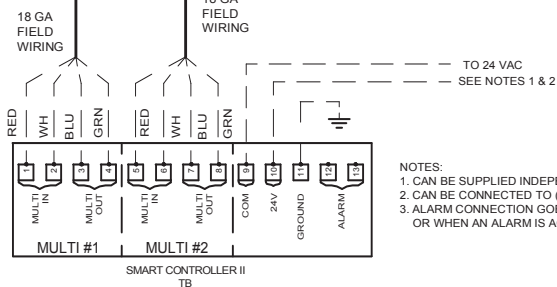 18 GA
FIELD
WIRING
18 GA
FIELD
WIRING
TO 24 VAC
SEE NOTES 1 & 2
RED
WH
BLU
GRN
RED
WH
BLU
GRN
1
2
3
4
5
6
7
8
9
10
11
12
13
MULTI
IN
MULTI
OUT
MULTI
IN
MULTI
OUT
COM
24V
GROUND
ALARM
MULTI #1
MULTI #2
SMART CONTROLLER II
TB
NOTES:
1. CAN BE SUPPLIED
2. CAN BE CONNECTED TO
3. ALARM CONNECTION
OR WHEN AN ALARM IS